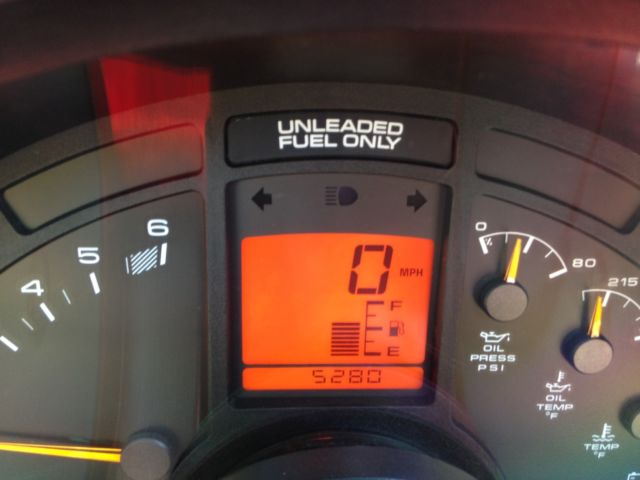 UNLEADED
FUEL ONLY
4 5 6
0 MPH
F
E
5280
0 80
OIL
PRESS
PSI
215
OIL
TEMP
°F
TEMP
°F